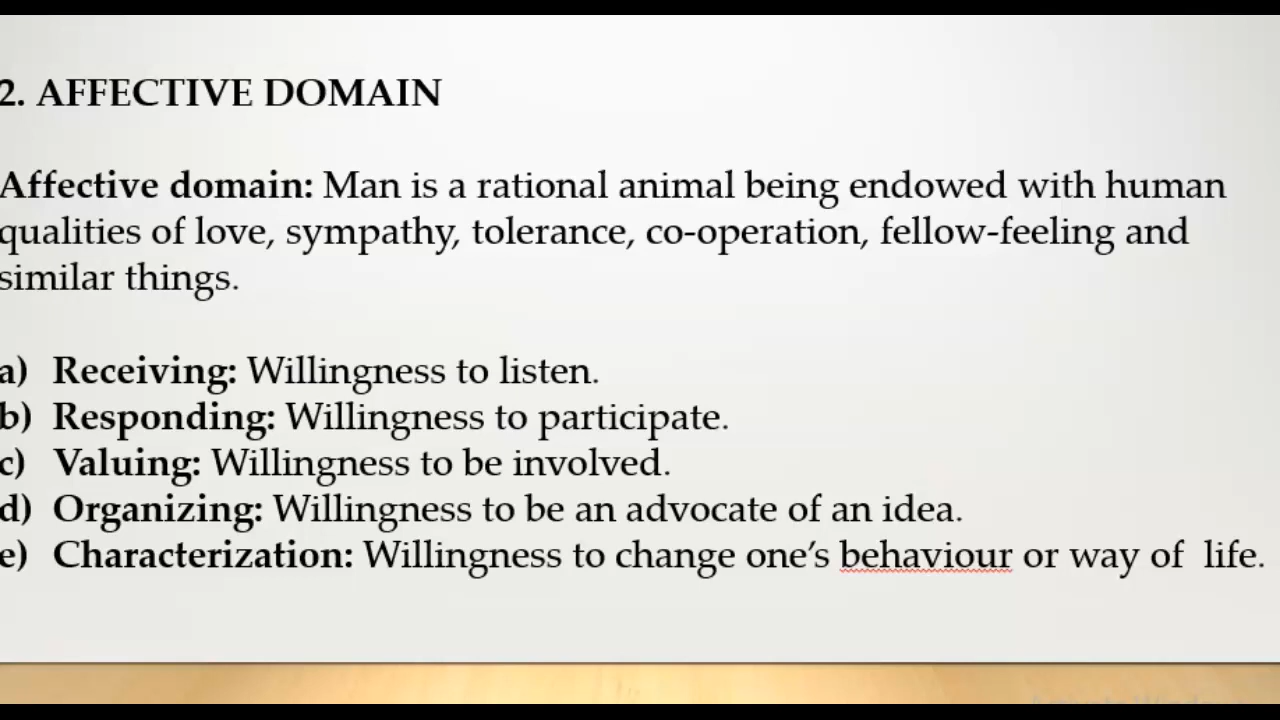 2. AFFECTIVE DOMAIN
Affective domain: Man is a rational animal being endowed with human
qualities of love, sympathy, tolerance, co-operation, fellow-feeling and
similar things.
a) Receiving: Willingness to listen.
b) Responding: Willingness to participate.
c) Valuing: Willingness to be involved.
d) Organizing: Willingness to be an advocate of an idea.
e) Characterization: Willingness to change one's behaviour or way of life.